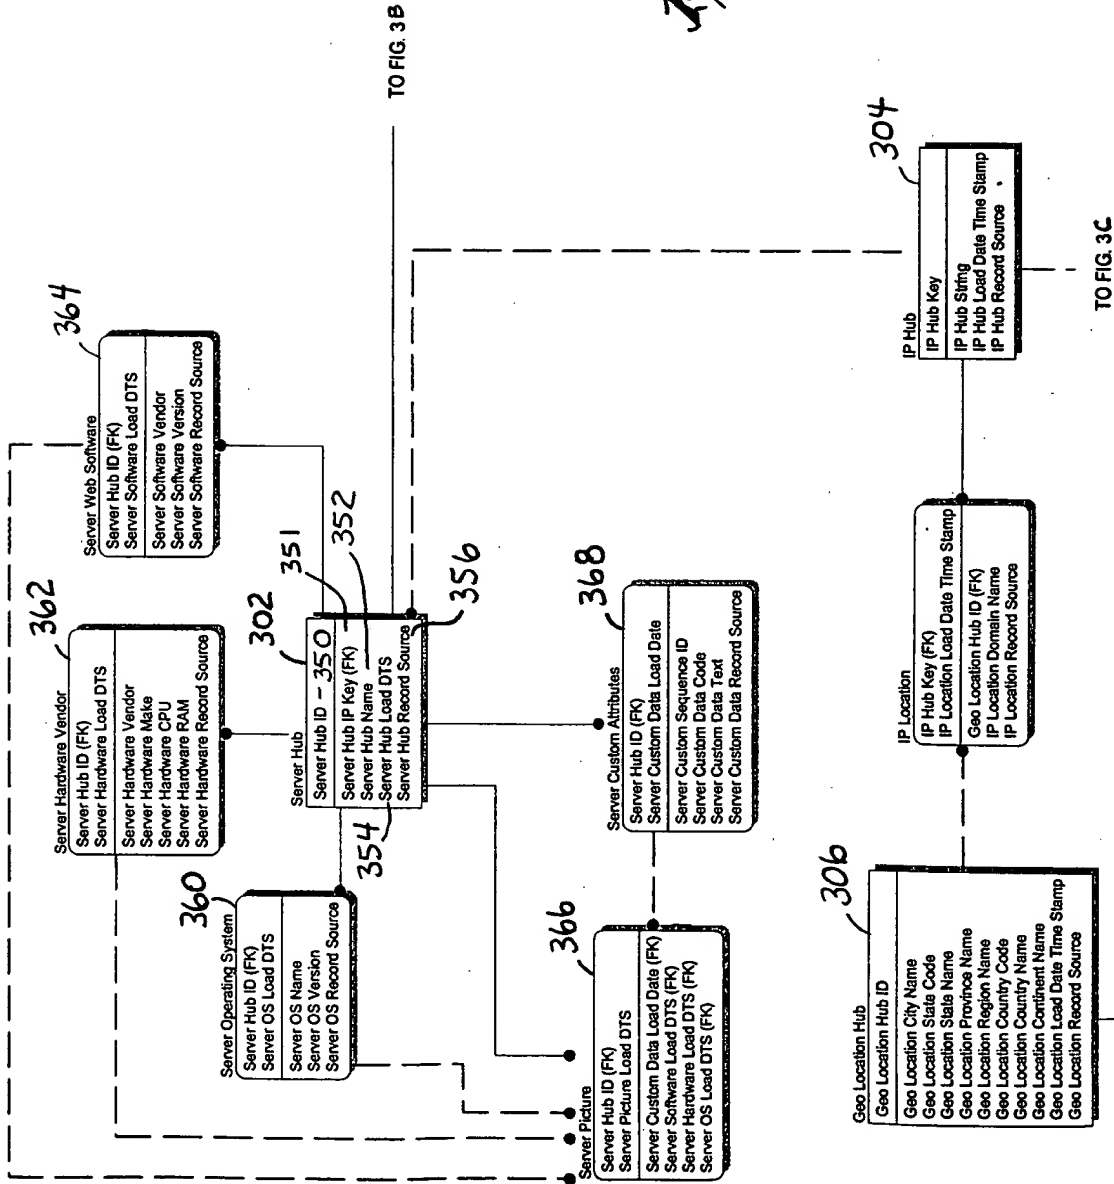 TO FIG. 3B
364
Server Web Software
Server Hub ID (FK)
Server Software Load DTS
Server Software Vendor
Server Software Version
Server Software Record Source
362
Server Hardware Vendor
Server Hub ID (FK)
Server Hardware Load DTS
Server Hardware Vendor
Server Hardware Make
Server Hardware CPU
Server Hardware RAM
Server Hardware Record Source
360
Server Operating System
Server Hub ID (FK)
Server OS Load DTS
Server OS Name
Server OS Version
Server OS Record Source
302
Server Hub
Server Hub ID - 350
351
Server Hub IP Key (FK)
352
Server Hub Name
354
Server Hub Load DTS
356
Server Hub Record Source
366
Server Picture
Server Hub ID (FK)
Server Picture Load DTS
Server Custom Data Load Date (FK)
Server Software Load DTS (FK)
Server Hardware Load DTS (FK)
Server OS Load DTS (FK)
368
Server Custom Attributes
Server Hub ID (FK)
Server Custom Data Load Date
Server Custom Sequence ID
Server Custom Data Code
Server Custom Data Text
Server Custom Data Record Source
304
IP Hub
IP Hub Key
IP Hub String
IP Hub Load Date Time Stamp
IP Hub Record Source
IP Location
IP Hub Key (FK)
IP Location Load Date Time Stamp
Geo Location Hub ID (FK)
IP Location Domain Name
IP Location Record Source
306
Geo Location Hub
Geo Location Hub ID
Geo Location City Name
Geo Location State Code
Geo Location State Name
Geo Location Province Name
Geo Location Region Name
Geo Location Country Code
Geo Location Country Name
Geo Location Continent Name
Geo Location Load Date Time Stamp
Geo Location Record Source
TO FIG. 3C